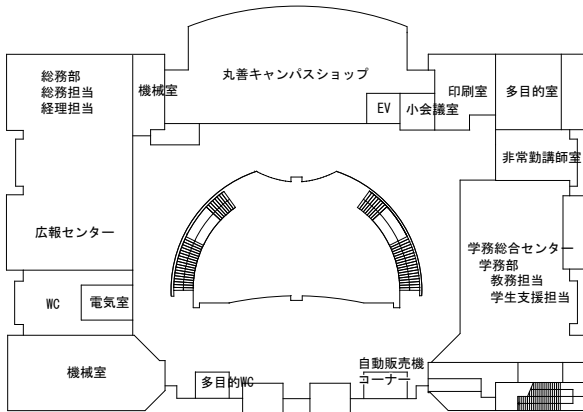 総務部
総務担当
経理担当
機械室
丸善キャンパスショップ
EV
小会議室
印刷室
多目的室
非常勤講師室
広報センター
学務総合センター
学務部
教務担当
学生支援担当
WC
電気室
機械室
多目的WC
自動販売機
コーナー